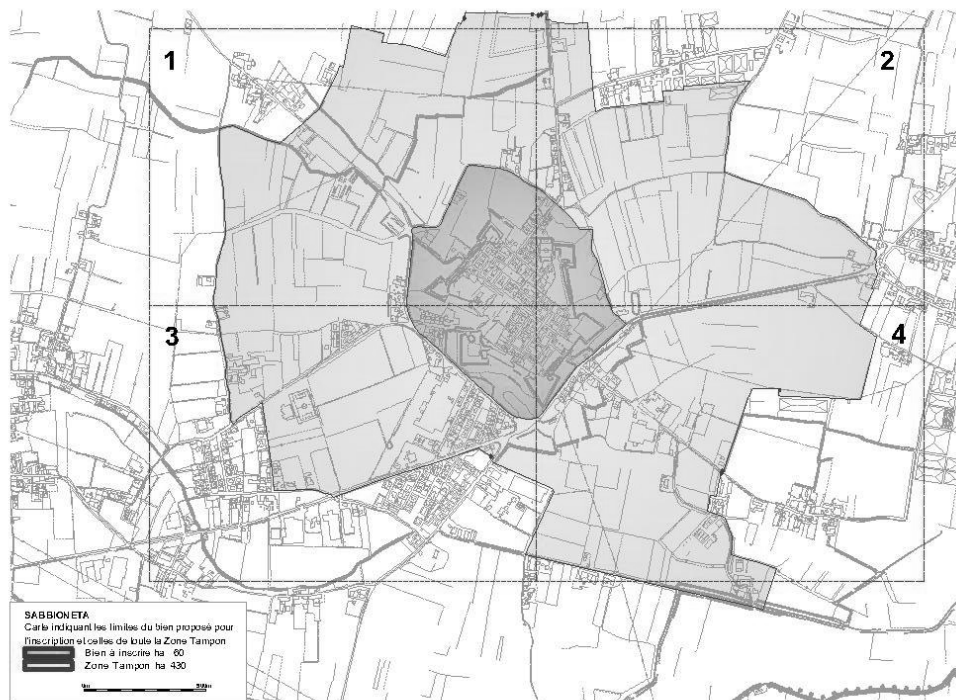 1
2
3
4
SABBIONETA
Carte indiquant les limites du bien proposé pour
l'inscription et celles de toute la Zone Tampon
Bien à inscrire ha 60
Zone Tampon ha 430
0m